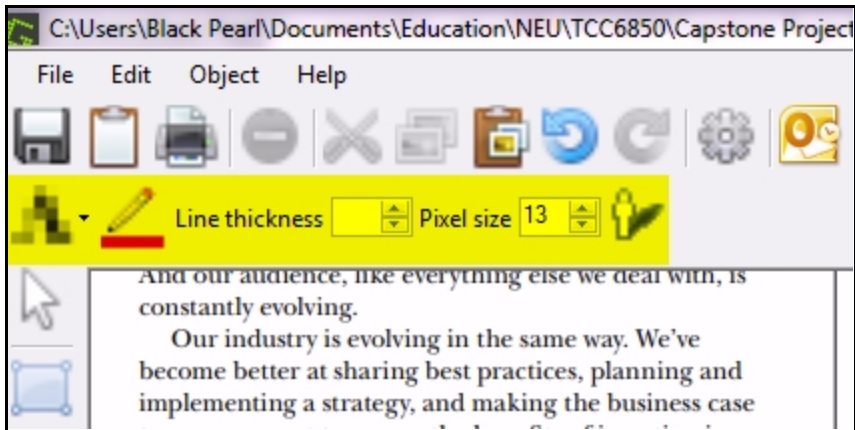 C:\Users\Black Pearl\Documents\Education\NEU\TCC6850\Capstone Project
File Edit Object Help
Line thickness Pixel size 13
And our audience, like everything else we deal with, is
constantly evolving.
Our industry is evolving in the same way. We've
become better at sharing best practices, planning and
implementing a strategy, and making the business case